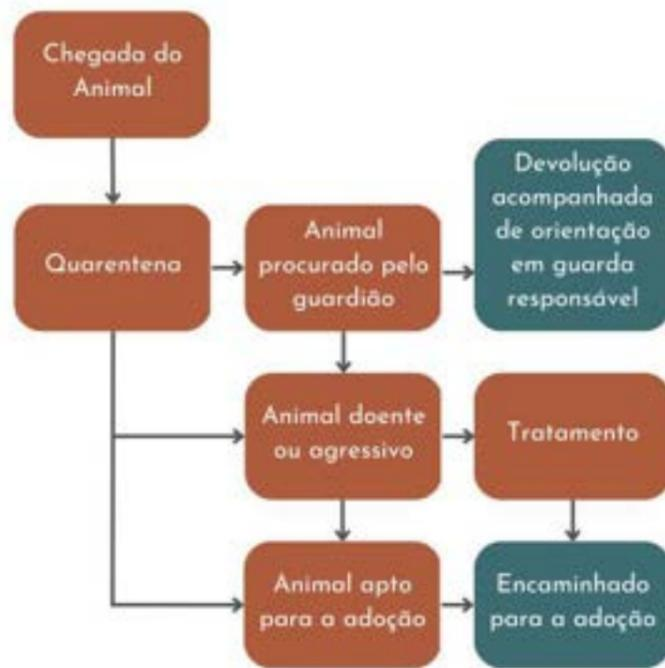 Chegada do
Animal
Quarentena
Animal
procurado pelo
guardião
Devolução
acompanhada
de orientação
em guarda
responsável
Animal doente
ou agressivo
Tratamento
Animal apto
para a adoção
Encaminhado
para a adoção